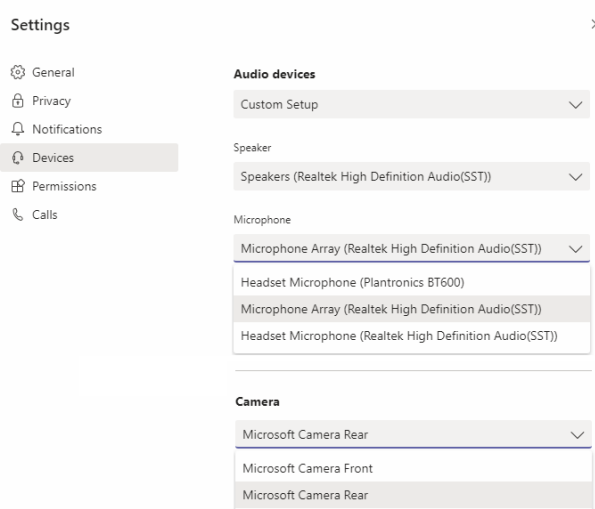 Settings
General
Privacy
Notifications
Devices
Permissions
Calls
Audio devices
Custom Setup
Speaker
Speakers (Realtek High Definition Audio(SST))
Microphone
Microphone Array (Realtek High Definition Audio(SST))
Headset Microphone (Plantronics BT600)
Microphone Array (Realtek High Definition Audio(SST))
Headset Microphone (Realtek High Definition Audio(SST))
Camera
Microsoft Camera Rear
Microsoft Camera Front
Microsoft Camera Rear